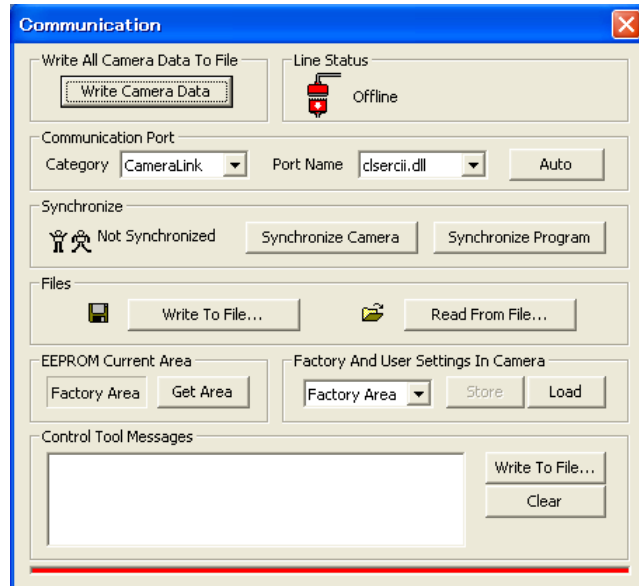 Communication
Write All Camera Data To File
Write Camera Data
Line Status
Offline
Communication Port
Category CameraLink Port Name clsercii.dll Auto
Synchronize
Not Synchronized Synchronize Camera Synchronize Program
Files
Write To File... Read From File...
EEPROM Current Area
Factory Area Get Area
Factory And User Settings In Camera
Factory Area Store Load
Control Tool Messages
Write To File...
Clear